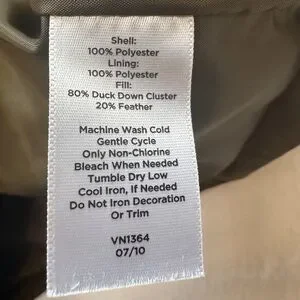 Shell:
100% Polyester
Lining:
100% Polyester
Fill:
80% Duck Down Cluster
20% Feather
Machine Wash Cold
Gentle Cycle
Only Non-Chlorine
Bleach When Needed
Tumble Dry Low
Cool Iron, If Needed
Do Not Iron Decoration
Or Trim
VN1364
07/10